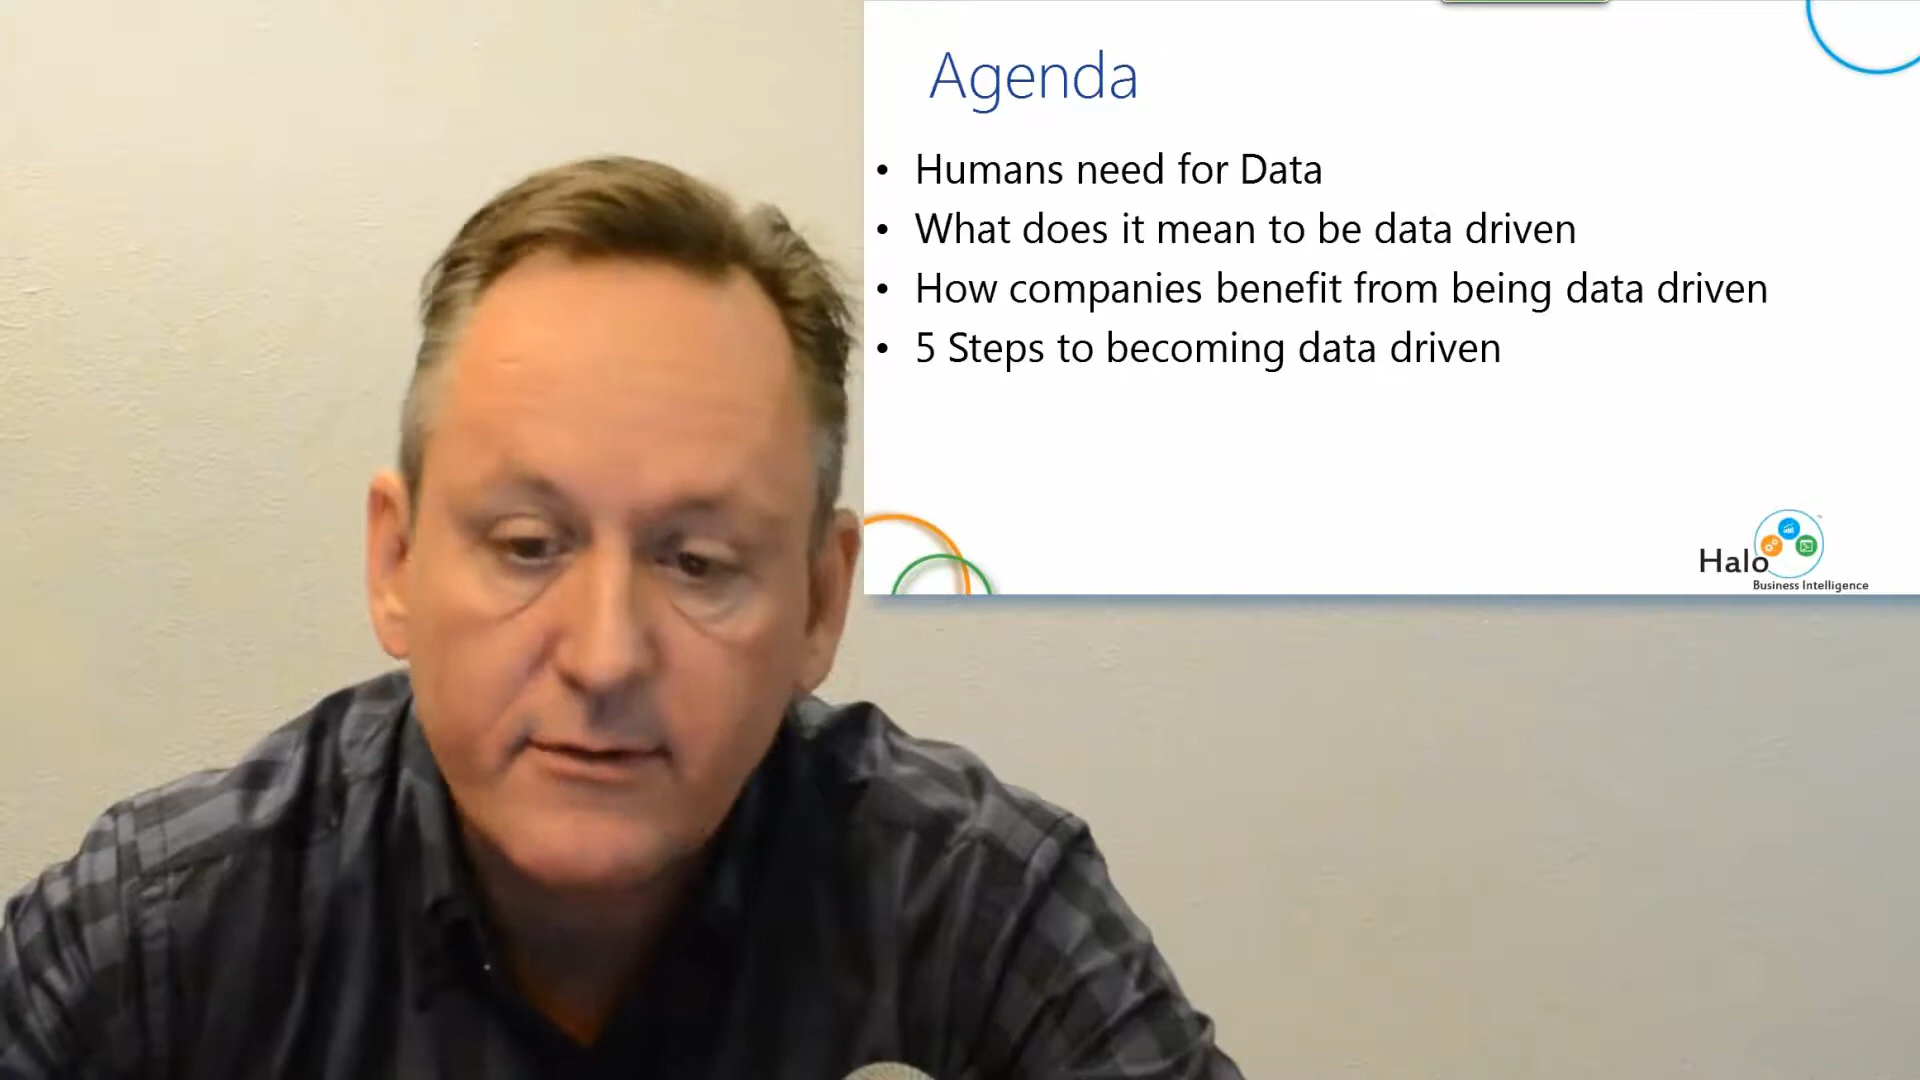 Agenda
• Humans need for Data
• What does it mean to be data driven
• How companies benefit from being data driven
• 5 Steps to becoming data driven
Halo
Business Intelligence